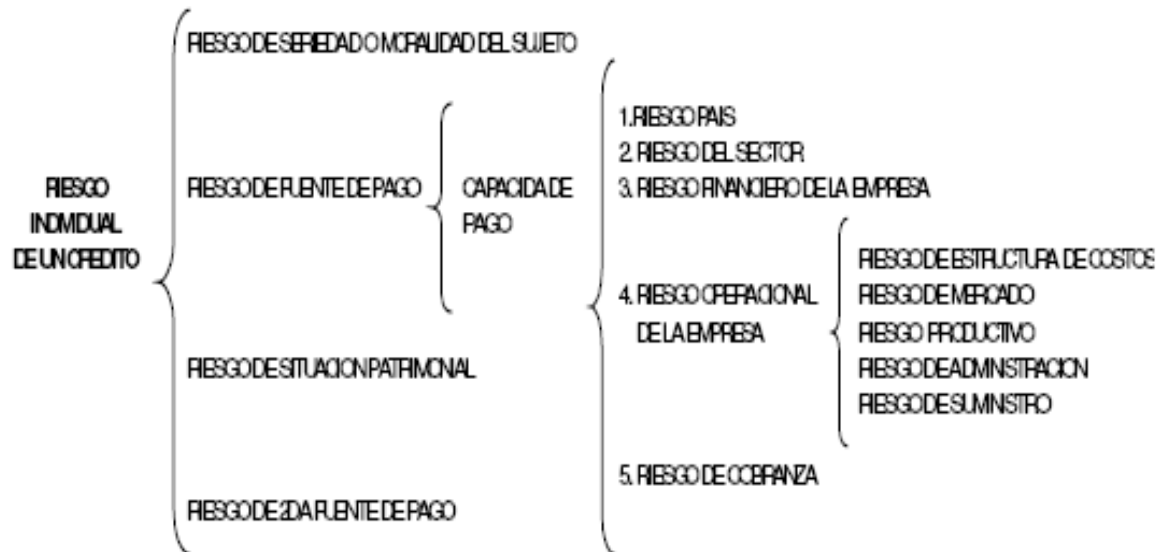 RIESGO DE SERIEDAD O MORALIDAD DEL SUJETO
RIESGO
INDIVIDUAL
DE UN CREDITO
RIESGO DE FUENTE DE PAGO
CAPACIDA DE
PAGO
1. RIESGO PAIS
2. RIESGO DEL SECTOR
3. RIESGO FINANCIERO DE LA EMPRESA
4. RIESGO OPERACIONAL
DE LA EMPRESA
RIESGO DE ESTRUCTURA DE COSTOS
RIESGO DE MERCADO
RIESGO PRODUCTIVO
RIESGO DE ADMINISTRACION
RIESGO DE SUMINISTRO
5. RIESGO DE COBRANZA
RIESGO DE SITUACION PATRIMONIAL
RIESGO DE 2DA FUENTE DE PAGO